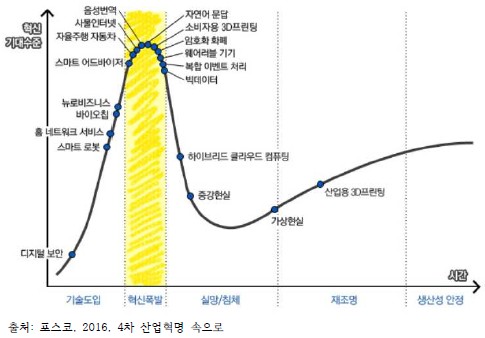 혁신
기대수준
음성번역
사물인터넷
자율주행 자동차
스마트 어드바이저
자연어 문답
소비자용 3D프린팅
암호화 화폐
웨어러블 기기
복합 이벤트 처리
빅데이터
뉴로비즈니스
바이오칩
홈 네트워크 서비스
스마트 로봇
디지털 보안
하이브리드 클라우드 컴퓨팅
증강현실
가상현실
산업용 3D프린팅
시간
기술도입
혁신폭발
실망/침체
재조명
생산성 안정
출처: 포스코, 2016, 4차 산업혁명 속으로